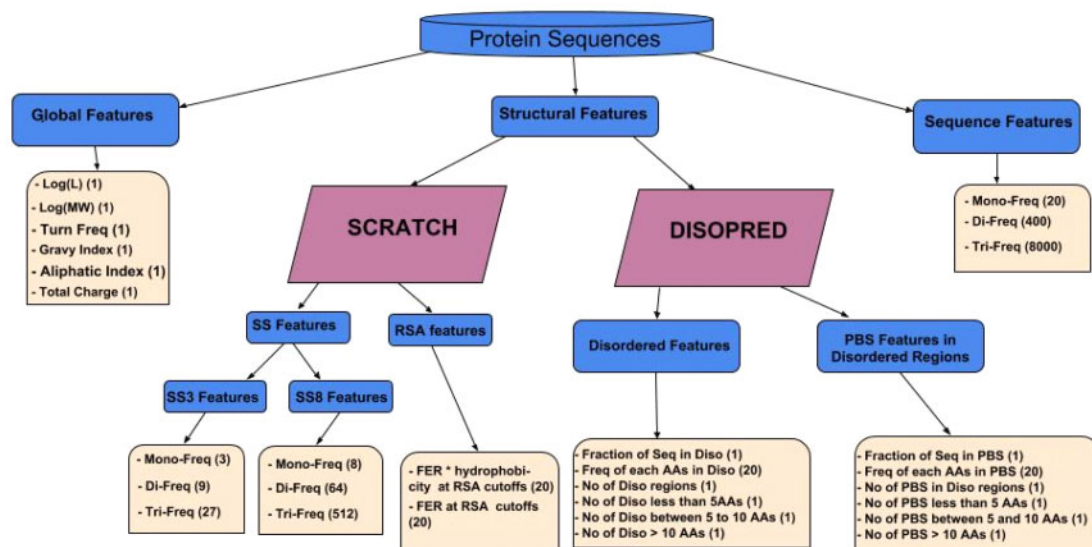 Protein Sequences
Global Features
Structural Features
Sequence Features
- Log(L) (1)
- Log(MW) (1)
- Turn Freq (1)
- Gravy Index (1)
- Aliphatic Index (1)
- Total Charge (1)
SCRATCH
DISOPRED
- Mono-Freq (20)
- Di-Freq (400)
- Tri-Freq (8000)
SS Features
RSA features
Disordered Features
PBS Features in
Disordered Regions
SS3 Features
SS8 Features
- Mono-Freq (3)
- Di-Freq (9)
- Tri-Freq (27)
- Mono-Freq (8)
- Di-Freq (64)
- Tri-Freq (512)
- FER * hydrophobi-
city at RSA cutoffs (20)
- FER at RSA cutoffs
(20)
- Fraction of Seq in Diso (1)
- Freq of each AAs in Diso (20)
- No of Diso regions (1)
- No of Diso less than 5AAs (1)
- No of Diso between 5 to 10 AAs (1)
- No of Diso > 10 AAs (1)
- Fraction of Seq in PBS (1)
- Freq of each AAs in PBS (20)
- No of PBS in Diso regions (1)
- No of PBS less than 5 AAs (1)
- No of PBS between 5 and 10 AAs (1)
- No of PBS > 10 AAs (1)